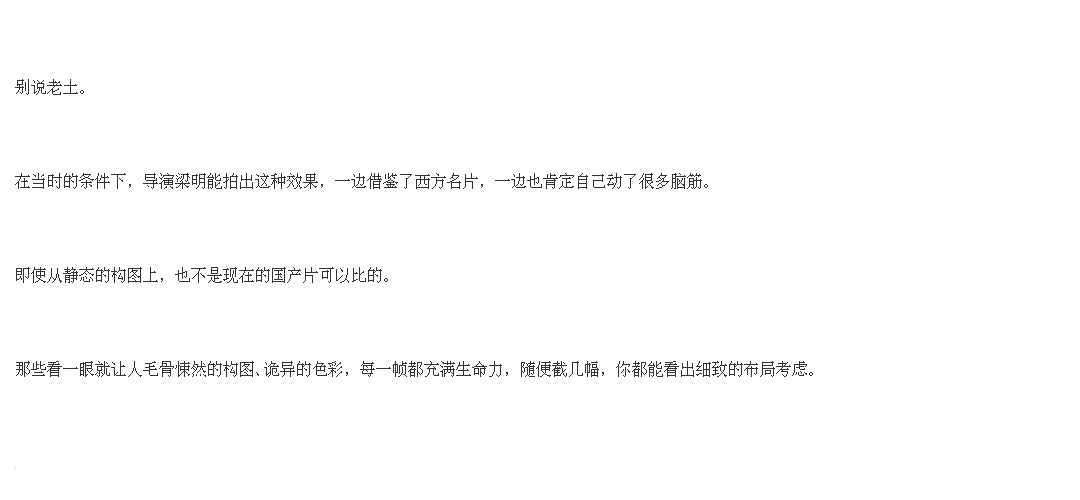 别说老土。
在当时的条件下，导演梁明能拍出这种效果，一边借鉴了西方名片，一边也肯定自己动了很多脑筋。
即使从静态的构图上，也不是现在的国产片可以比的。
那些看一眼就让人毛骨悚然的构图、诡异的色彩，每一帧都充满生命力，随便截几幅，你都能看出细致的布局考虑。